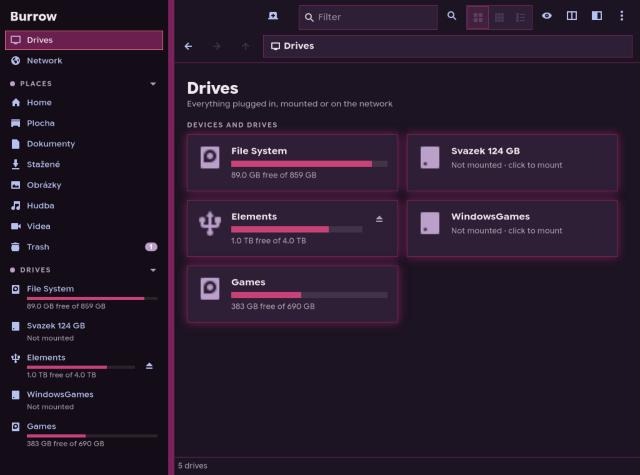 Burrow
Drives
Network
PLACES
Home
Plocha
Dokumenty
Stažené
Obrázky
Hudba
Videa
Trash 1
DRIVES
File System
89.0 GB free of 859 GB
Svazek 124 GB
Not mounted
Elements
1.0 TB free of 4.0 TB
WindowsGames
Not mounted
Games
383 GB free of 690 GB
Filter
Drives
Drives
Everything plugged in, mounted or on the network
DEVICES AND DRIVES
File System
89.0 GB free of 859 GB
Svazek 124 GB
Not mounted · click to mount
Elements
1.0 TB free of 4.0 TB
WindowsGames
Not mounted · click to mount
Games
383 GB free of 690 GB
5 drives